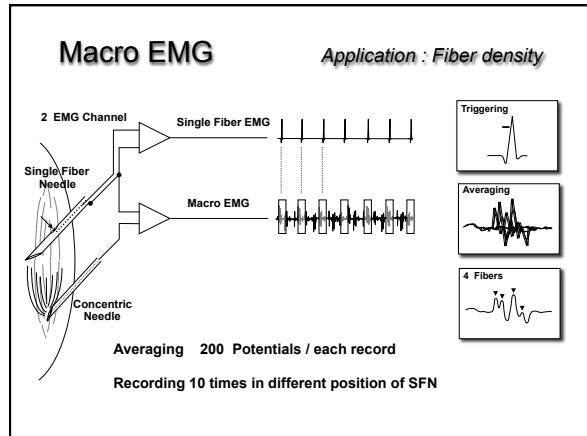 Macro EMG
Application : Fiber density
2 EMG Channel
Single Fiber EMG
Single Fiber
Needle
Macro EMG
Concentric
Needle
Triggering
Averaging
4 Fibers
Averaging 200 Potentials / each record
Recording 10 times in different position of SFN